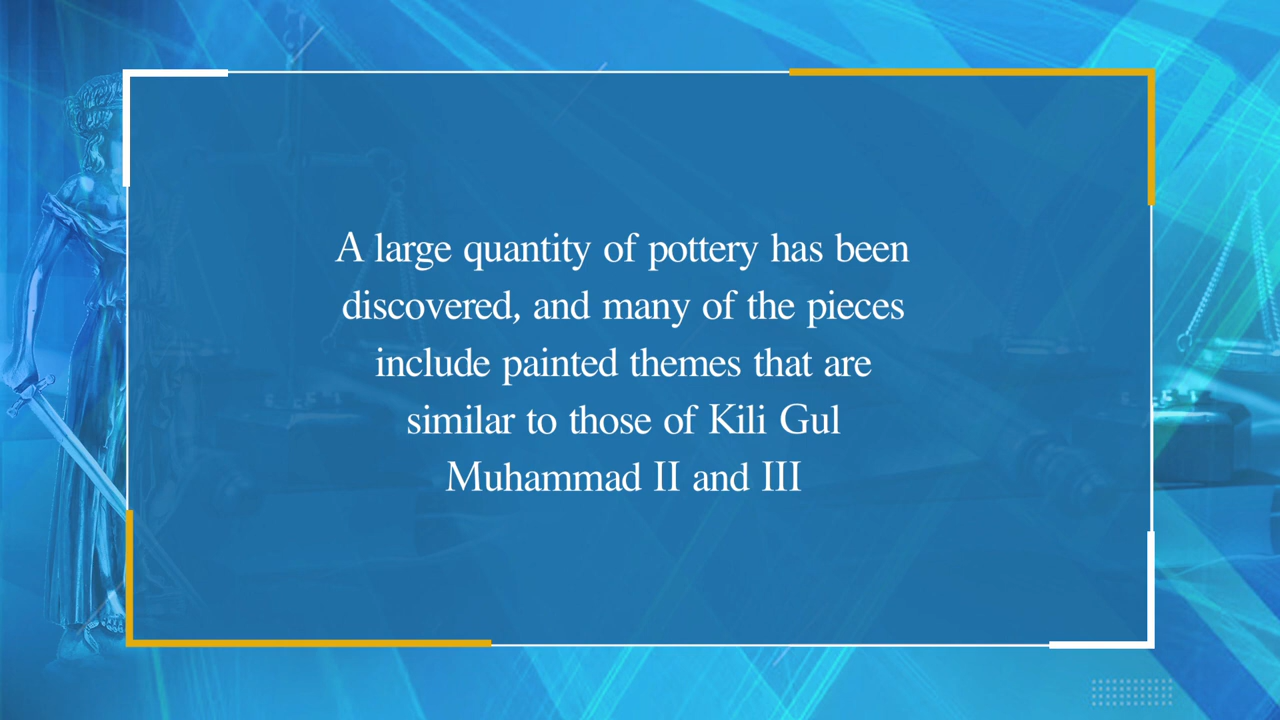 A large quantity of pottery has been
discovered, and many of the pieces
include painted themes that are
similar to those of Kili Gul
Muhammad II and III